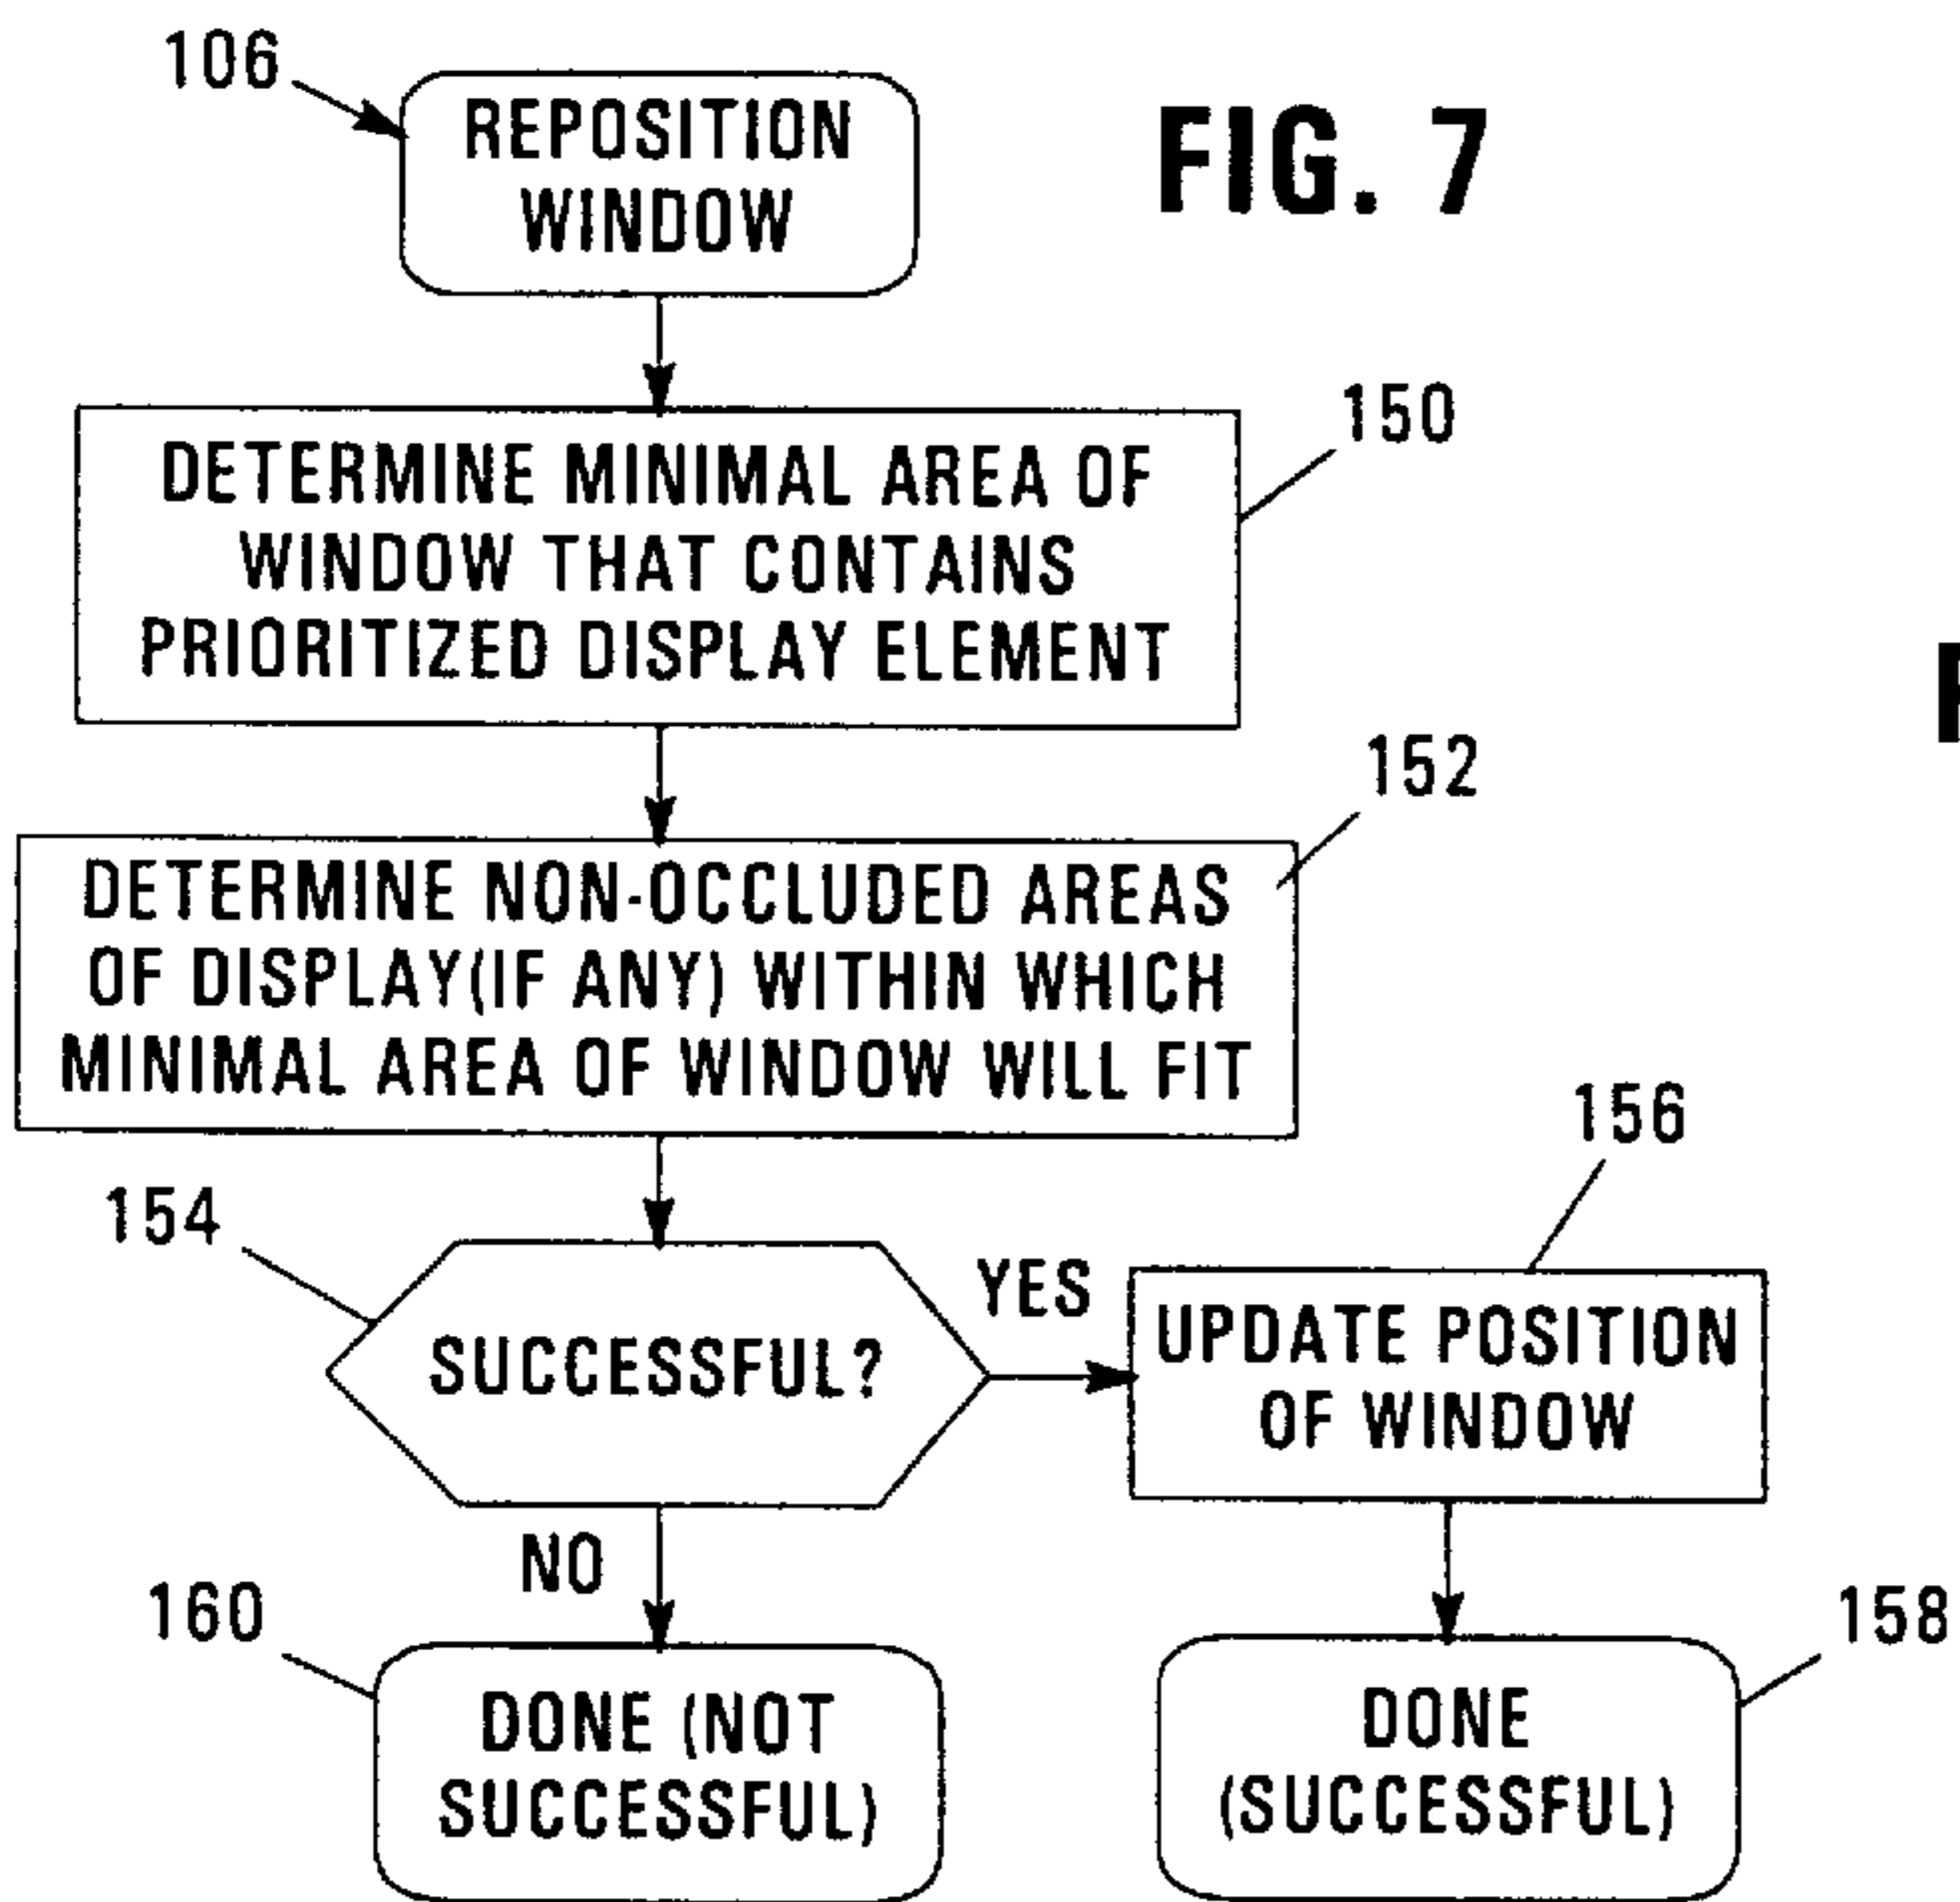 106
REPOSITION
WINDOW
FIG. 7
150
DETERMINE MINIMAL AREA OF
WINDOW THAT CONTAINS
PRIORITIZED DISPLAY ELEMENT
152
DETERMINE NON-OCCLUDED AREAS
OF DISPLAY(IF ANY) WITHIN WHICH
MINIMAL AREA OF WINDOW WILL FIT
154
SUCCESSFUL?
YES
156
UPDATE POSITION
OF WINDOW
NO
160
DONE (NOT
SUCCESSFUL)
158
DONE
(SUCCESSFUL)